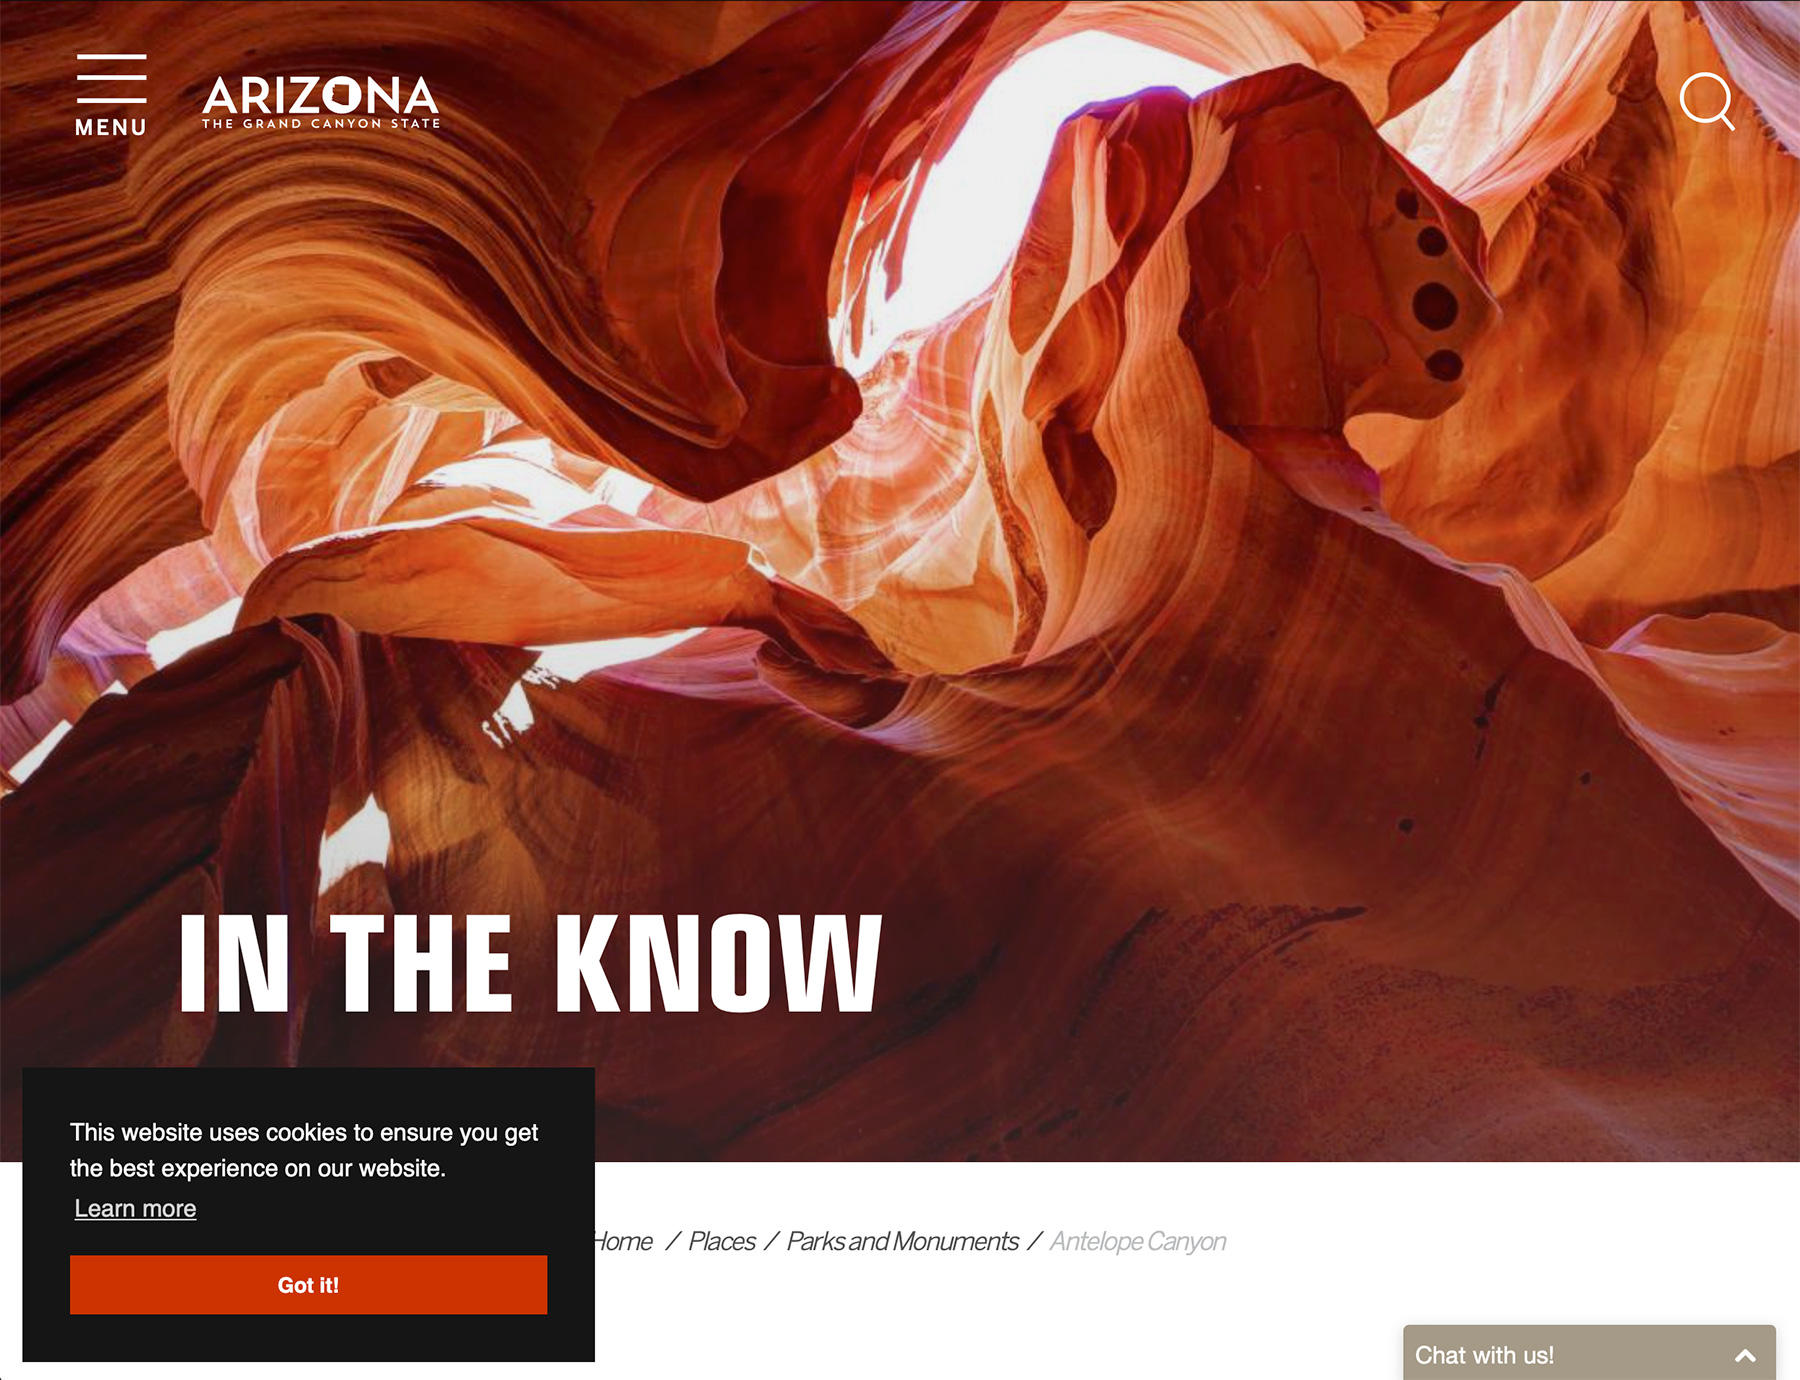 MENU
ARIZONA
THE GRAND CANYON STATE
IN THE KNOW
This website uses cookies to ensure you get
the best experience on our website.
Learn more
Got it!
Home / Places / Parks and Monuments / Antelope Canyon
Chat with us!